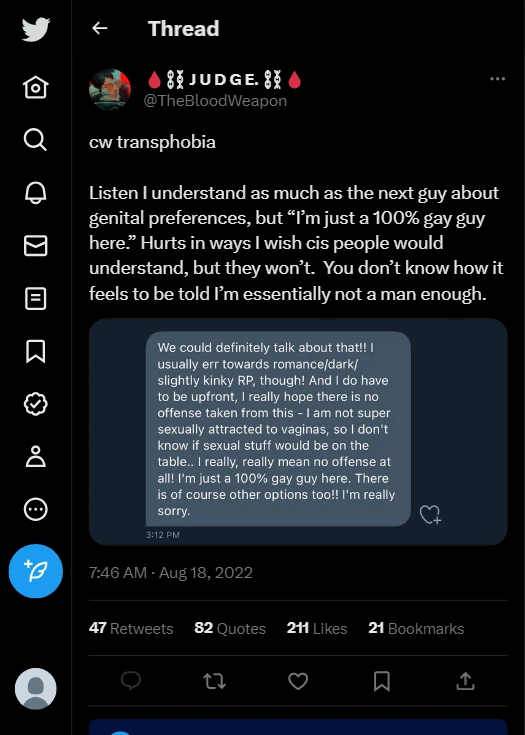 Thread
🩸⛓️JUDGE.⛓️🩸
@TheBloodWeapon
cw transphobia
Listen I understand as much as the next guy about
genital preferences, but “I’m just a 100% gay guy
here.” Hurts in ways I wish cis people would
understand, but they won’t.  You don’t know how it
feels to be told I’m essentially not a man enough.
We could definitely talk about that!! I
usually err towards romance/dark/
slightly kinky RP, though! And I do have
to be upfront, I really hope there is no
offense taken from this - I am not super
sexually attracted to vaginas, so I don't
know if sexual stuff would be on the
table.. I really, really mean no offense at
all! I'm just a 100% gay guy here. There
is of course other options too!! I'm really
sorry.
3:12 PM
7:46 AM · Aug 18, 2022
47 Retweets 82 Quotes 211 Likes 21 Bookmarks